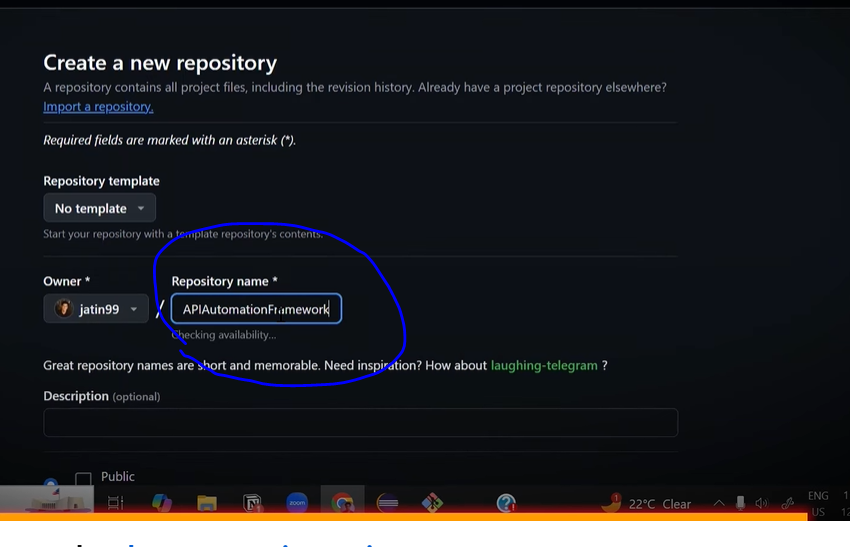 Create a new repository
A repository contains all project files, including the revision history. Already have a project repository elsewhere?
Import a repository.
Required fields are marked with an asterisk (*).
Repository template
No template
Start your repository with a template repository's contents.
Owner * Repository name *
jatin99 / APIAutomationFramework
Checking availability...
Great repository names are short and memorable. Need inspiration? How about laughing-telegram ?
Description (optional)
Public
zoom 1 22°C Clear ENG
US